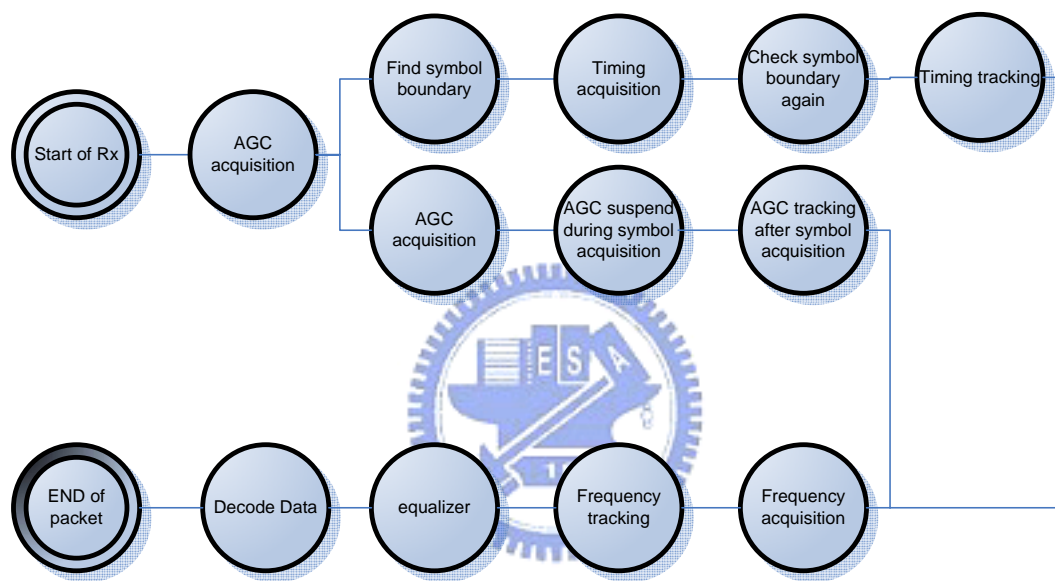 Start of Rx
AGC
acquisition
Find symbol
boundary
Timing
acquisition
Check symbol
boundary
again
Timing tracking
AGC
acquisition
AGC suspend
during symbol
acquisition
AGC tracking
after symbol
acquisition
E S A
END of
packet
Decode Data
equalizer
Frequency
tracking
Frequency
acquisition